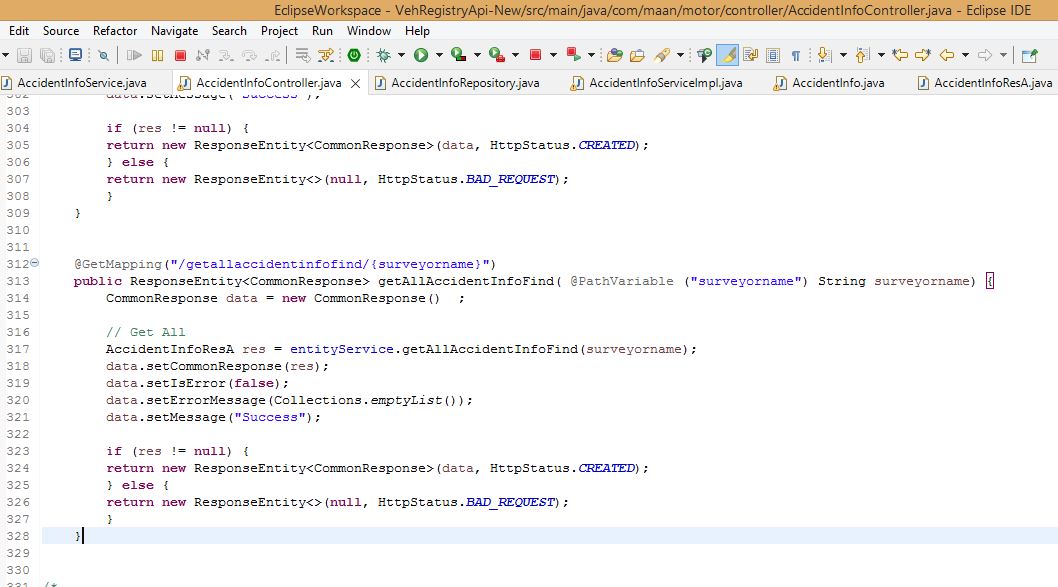 EclipseWorkspace - VehRegistryApi-New/src/main/java/com/maan/motor/controller/AccidentInfoController.java - Eclipse IDE
Edit Source Refactor Navigate Search Project Run Window Help
AccidentInfoService.java AccidentInfoController.java AccidentInfoRepository.java AccidentInfoServiceImpl.java AccidentInfo.java AccidentInfoResA.java
302 data.setMessage("Success");
303
304 if (res != null) {
305 return new ResponseEntity<CommonResponse>(data, HttpStatus.CREATED);
306 } else {
307 return new ResponseEntity<>(null, HttpStatus.BAD_REQUEST);
308 }
309 }
310
311
312 @GetMapping("/getallaccidentinfofind/{surveyorname}")
313 public ResponseEntity<CommonResponse> getAllAccidentInfoFind( @PathVariable ("surveyorname") String surveyorname) {
314 CommonResponse data = new CommonResponse() ;
315
316 // Get All
317 AccidentInfoResA res = entityService.getAllAccidentInfoFind(surveyorname);
318 data.setCommonResponse(res);
319 data.setIsError(false);
320 data.setErrorMessage(Collections.emptyList());
321 data.setMessage("Success");
322
323 if (res != null) {
324 return new ResponseEntity<CommonResponse>(data, HttpStatus.CREATED);
325 } else {
326 return new ResponseEntity<>(null, HttpStatus.BAD_REQUEST);
327 }
328 }
329
330
331 /*